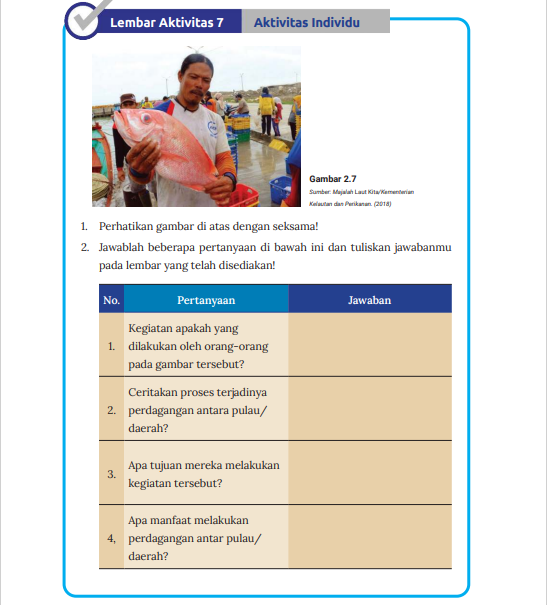 Lembar Aktivitas 7 Aktivitas Individu
Gambar 2.7
Sumber: Majalah Laut Kita/Kementerian
Kelautan dan Perikanan. (2018)
1. Perhatikan gambar di atas dengan seksama!
2. Jawablah beberapa pertanyaan di bawah ini dan tuliskan jawabanmu
pada lembar yang telah disediakan!
No. Pertanyaan Jawaban
Kegiatan apakah yang
1. dilakukan oleh orang-orang
pada gambar tersebut?
Ceritakan proses terjadinya
2. perdagangan antara pulau/
daerah?
Apa tujuan mereka melakukan
3. kegiatan tersebut?
Apa manfaat melakukan
4, perdagangan antar pulau/
daerah?